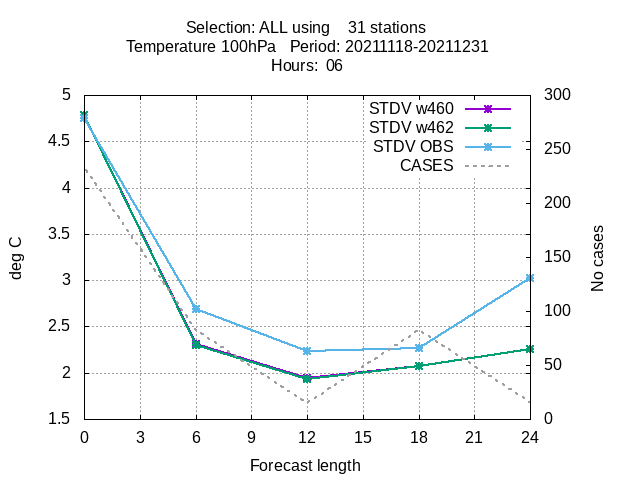 Selection: ALL using    31 stations
Temperature 100hPa   Period: 20211118-20211231
Hours:  06
STDV w460
STDV w462
STDV OBS
CASES
5
4.5
4
3.5
3
2.5
2
1.5
300
250
200
150
100
50
0
deg C
No cases
0 3 6 9 12 15 18 21 24
Forecast length